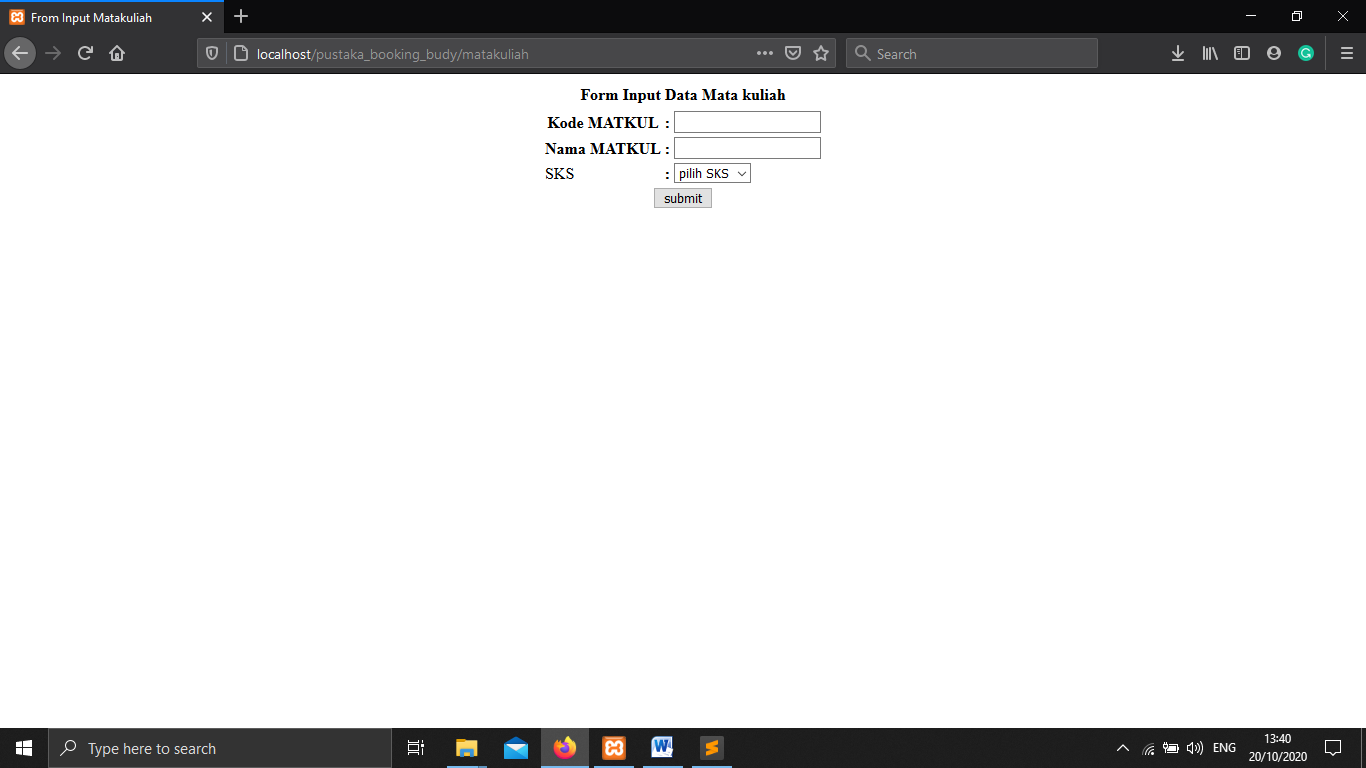 From Input Matakuliah
localhost/pustaka_booking_budy/matakuliah
Search
Form Input Data Mata kuliah
Kode MATKUL :
Nama MATKUL :
SKS : pilih SKS
submit
Type here to search
ENG
13:40
20/10/2020